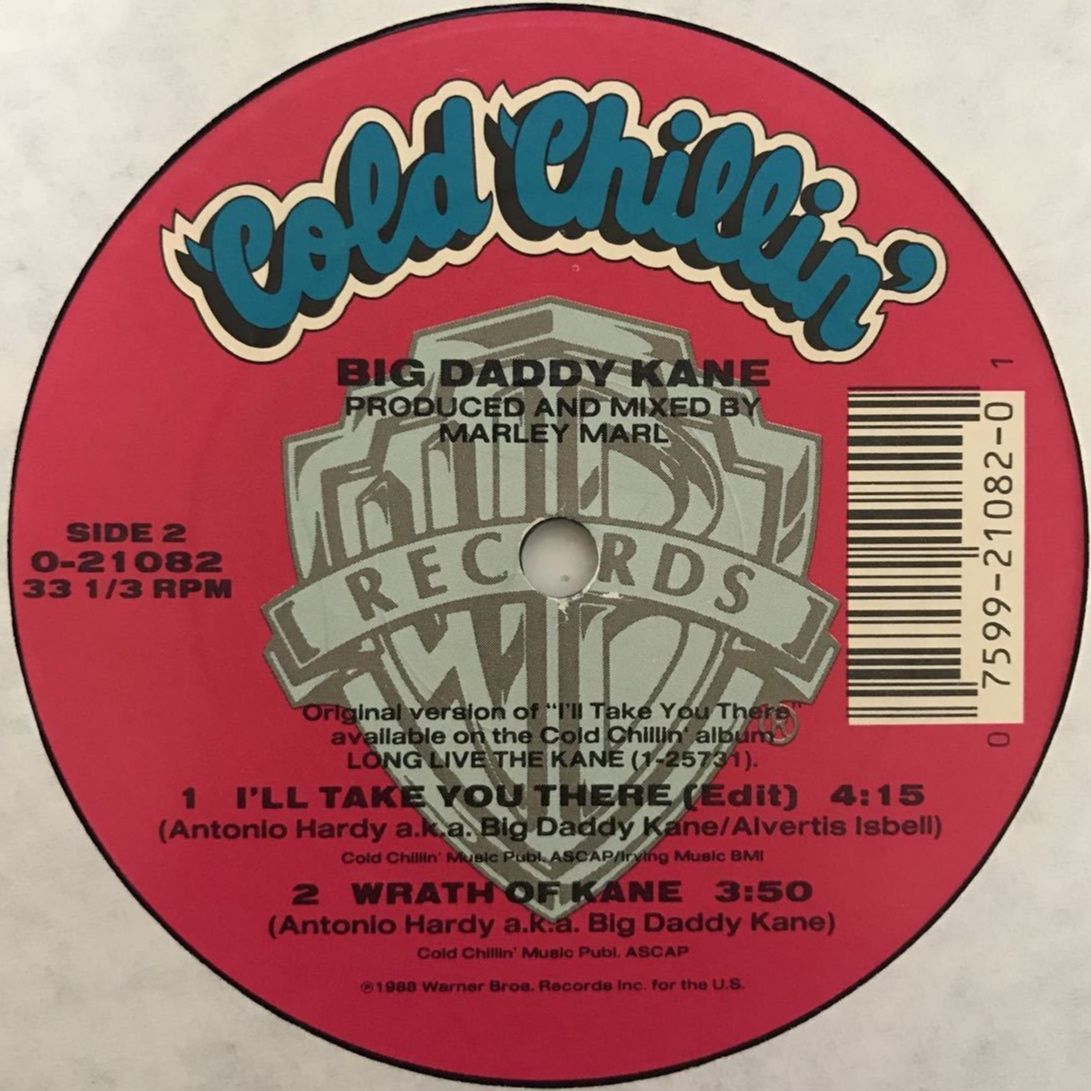 Cold Chillin'
BIG DADDY KANE
PRODUCED AND MIXED BY
MARLEY MARL
SIDE 2
0-21082
33 1/3 RPM
WB
RECORDS
®
1
0 7599-21082-0
Original version of "I'll Take You There"
available on the Cold Chillin' album
LONG LIVE THE KANE (1-25731).
1 I'LL TAKE YOU THERE (Edit) 4:15
(Antonio Hardy a.k.a. Big Daddy Kane/Alvertis Isbell)
Cold Chillin' Music Publ. ASCAP/Irving Music BMI
2 WRATH OF KANE 3:50
(Antonio Hardy a.k.a. Big Daddy Kane)
Cold Chillin' Music Publ. ASCAP
℗1988 Warner Bros. Records Inc. for the U.S.